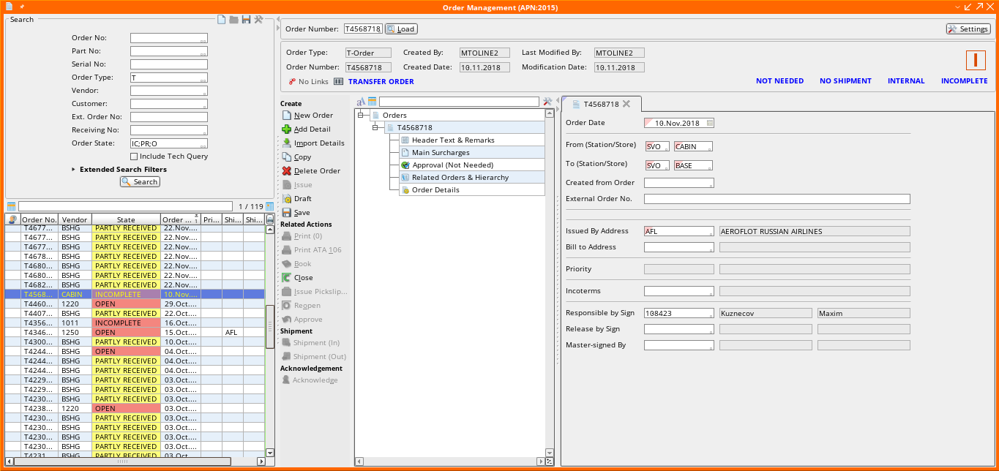 Order Management (APN:2015)
Search
Order No:
Part No:
Serial No:
Order Type: T
Vendor:
Customer:
Ext. Order No:
Receiving No:
Order State: IC;PR;O
Include Tech Query
Extended Search Filters
Search
1 / 119
Order No. Vendor State Order ... 1 Pri... Shi... Shi...
T4677... BSHG PARTLY RECEIVED 22.Nov....
T4677... BSHG PARTLY RECEIVED 22.Nov....
T4677... BSHG PARTLY RECEIVED 22.Nov....
T4678... BSHG PARTLY RECEIVED 22.Nov....
T4680... BSHG PARTLY RECEIVED 22.Nov....
T4680... BSHG PARTLY RECEIVED 22.Nov....
T4682... BSHG PARTLY RECEIVED 22.Nov....
T4568... CABIN INCOMPLETE 10.Nov....
T4460... 1220 OPEN 29.Oct....
T4407... BSHG PARTLY RECEIVED 22.Oct....
T4356... 1011 INCOMPLETE 16.Oct....
T4346... 1250 OPEN 15.Oct.... AFL
T4300... BSHG PARTLY RECEIVED 10.Oct....
T4244... BSHG OPEN 04.Oct....
T4244... BSHG PARTLY RECEIVED 04.Oct....
T4244... BSHG PARTLY RECEIVED 04.Oct....
T4229... BSHG PARTLY RECEIVED 03.Oct....
T4229... BSHG PARTLY RECEIVED 03.Oct....
T4230... BSHG PARTLY RECEIVED 03.Oct....
T4238... 1220 OPEN 03.Oct....
T4230... BSHG PARTLY RECEIVED 03.Oct....
T4230... BSHG PARTLY RECEIVED 03.Oct....
T4230... BSHG PARTLY RECEIVED 03.Oct....
T4230... BSHG PARTLY RECEIVED 03.Oct....
T4231... BSHG PARTLY RECEIVED 03.Oct....
Order Number: T4568718 Load Settings
Order Type: T-Order Created By: MTOLINE2 Last Modified By: MTOLINE2
Order Number: T4568718 Created Date: 10.11.2018 Modification Date: 10.11.2018
No Links TRANSFER ORDER NOT NEEDED NO SHIPMENT INTERNAL INCOMPLETE
Create
New Order
Add Detail
Import Details
Copy
Delete Order
Issue
Draft
Save
Related Actions
Print (0)
Print ATA 106
Book
Close
Issue Pickslip...
Reopen
Approve
Shipment
Shipment (In)
Shipment (Out)
Acknowledgement
Acknowledge
Orders
T4568718
Header Text & Remarks
Main Surcharges
Approval (Not Needed)
Related Orders & Hierarchy
Order Details
T4568718
Order Date 10.Nov.2018
From (Station/Store) SVO CABIN
To (Station/Store) SVO BASE
Created from Order
External Order No.
Issued By Address AFL AEROFLOT RUSSIAN AIRLINES
Bill to Address
Priority
Incoterms
Responsible by Sign 108423 Kuznecov Maxim
Release by Sign
Master-signed By